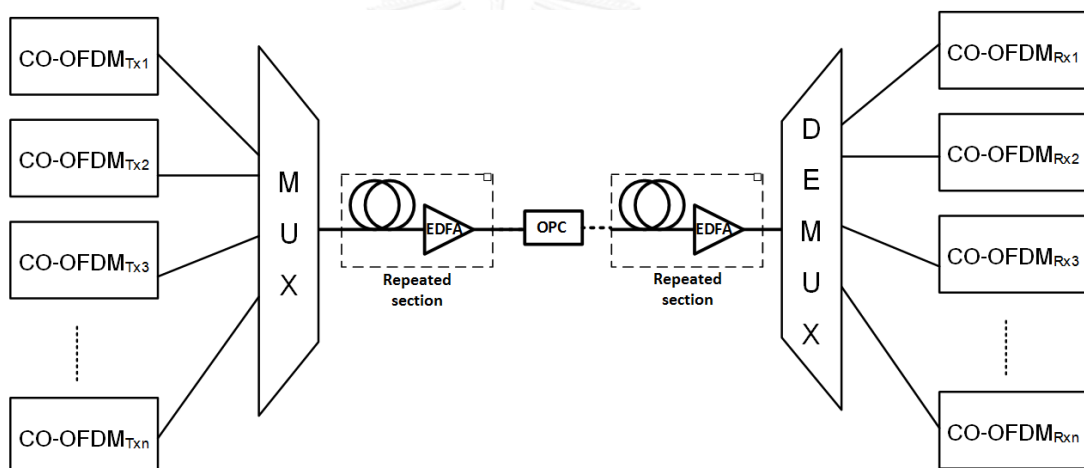 CO-OFDMTx1
CO-OFDMTx2
CO-OFDMTx3
CO-OFDMTxn
M
U
X
EDFA
Repeated
section
OPC
EDFA
Repeated
section
D
E
M
U
X
CO-OFDMRx1
CO-OFDMRx2
CO-OFDMRx3
CO-OFDMRxn